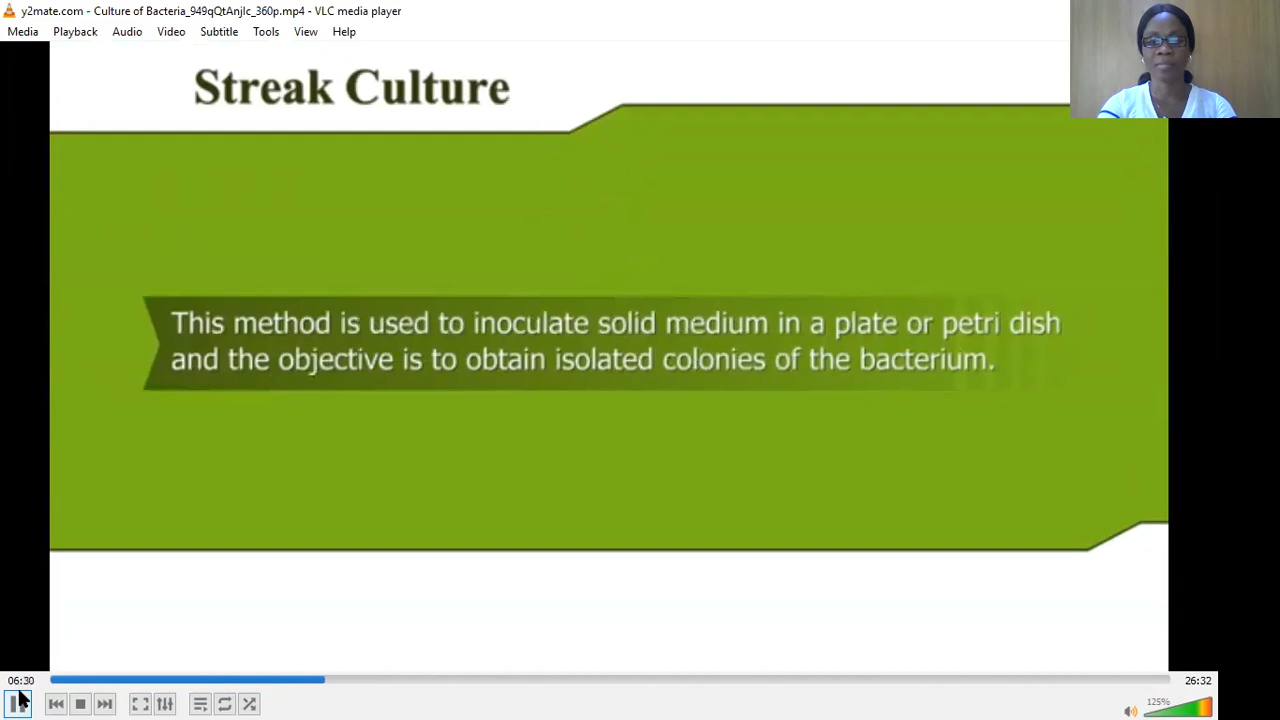 y2mate.com - Culture of Bacteria_949qQtAnjlc_360p.mp4 - VLC media player
Media Playback Audio Video Subtitle Tools View Help
Streak Culture
This method is used to inoculate solid medium in a plate or petri dish
and the objective is to obtain isolated colonies of the bacterium.
06:30
26:32
125%